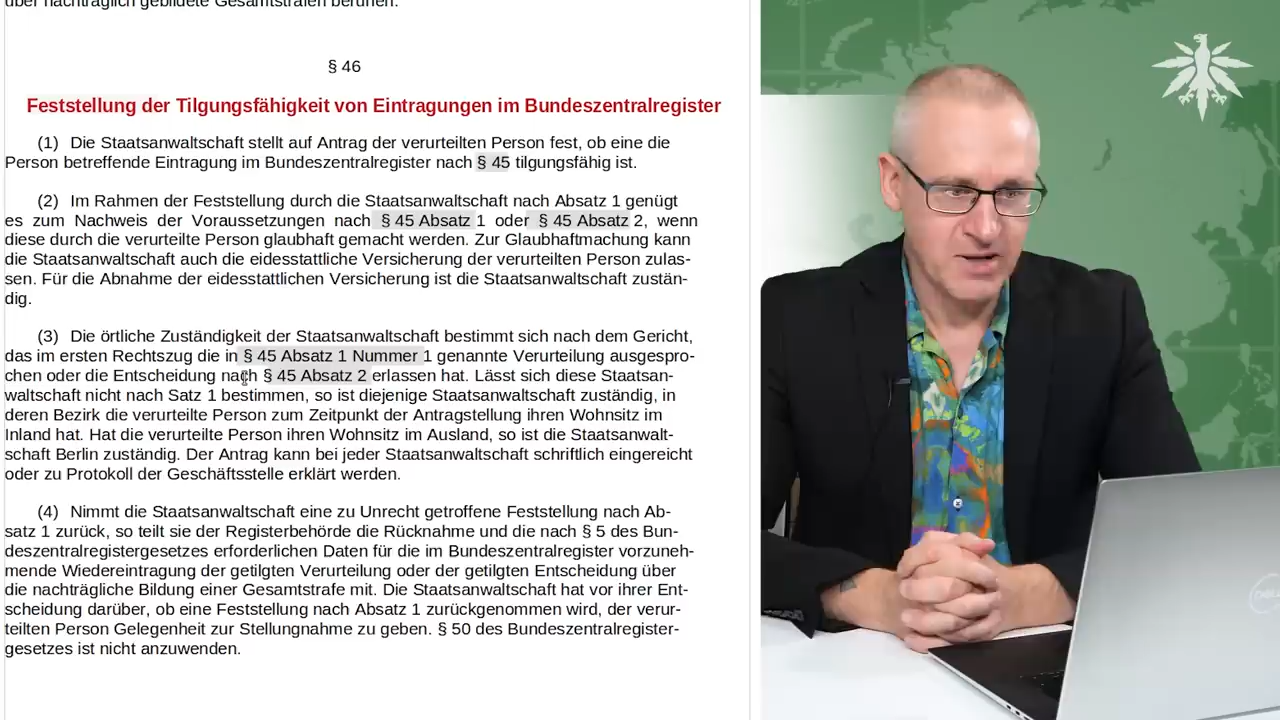 über nachträglich gebildete Gesamtstrafen beruhen.
§ 46
Feststellung der Tilgungsfähigkeit von Eintragungen im Bundeszentralregister
(1) Die Staatsanwaltschaft stellt auf Antrag der verurteilten Person fest, ob eine die
Person betreffende Eintragung im Bundeszentralregister nach § 45 tilgungsfähig ist.
(2) Im Rahmen der Feststellung durch die Staatsanwaltschaft nach Absatz 1 genügt
es zum Nachweis der Voraussetzungen nach § 45 Absatz 1 oder § 45 Absatz 2, wenn
diese durch die verurteilte Person glaubhaft gemacht werden. Zur Glaubhaftmachung kann
die Staatsanwaltschaft auch die eidesstattliche Versicherung der verurteilten Person zulas-
sen. Für die Abnahme der eidesstattlichen Versicherung ist die Staatsanwaltschaft zustän-
dig.
(3) Die örtliche Zuständigkeit der Staatsanwaltschaft bestimmt sich nach dem Gericht,
das im ersten Rechtszug die in § 45 Absatz 1 Nummer 1 genannte Verurteilung ausgespro-
chen oder die Entscheidung nach § 45 Absatz 2 erlassen hat. Lässt sich diese Staatsan-
waltschaft nicht nach Satz 1 bestimmen, so ist diejenige Staatsanwaltschaft zuständig, in
deren Bezirk die verurteilte Person zum Zeitpunkt der Antragstellung ihren Wohnsitz im
Inland hat. Hat die verurteilte Person ihren Wohnsitz im Ausland, so ist die Staatsanwalt-
schaft Berlin zuständig. Der Antrag kann bei jeder Staatsanwaltschaft schriftlich eingereicht
oder zu Protokoll der Geschäftsstelle erklärt werden.
(4) Nimmt die Staatsanwaltschaft eine zu Unrecht getroffene Feststellung nach Ab-
satz 1 zurück, so teilt sie der Registerbehörde die Rücknahme und die nach § 5 des Bun-
deszentralregistergesetzes erforderlichen Daten für die im Bundeszentralregister vorzuneh-
mende Wiedereintragung der getilgten Verurteilung oder der getilgten Entscheidung über
die nachträgliche Bildung einer Gesamtstrafe mit. Die Staatsanwaltschaft hat vor ihrer Ent-
scheidung darüber, ob eine Feststellung nach Absatz 1 zurückgenommen wird, der verur-
teilten Person Gelegenheit zur Stellungnahme zu geben. § 50 des Bundeszentralregister-
gesetzes ist nicht anzuwenden.
DELL